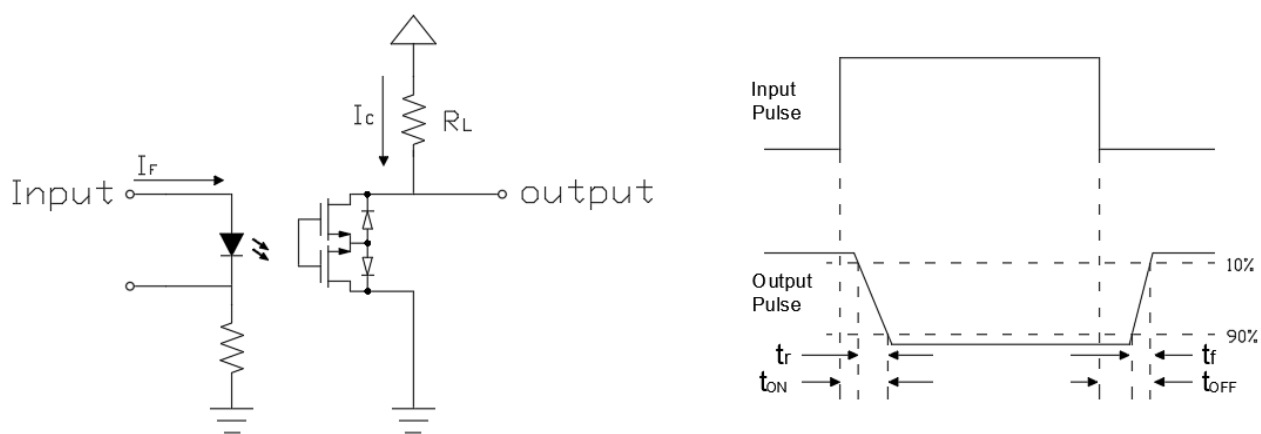 IC
RL
IF
Input
output
Input
Pulse
10%
Output
Pulse
90%
tr
tf
tON
tOFF